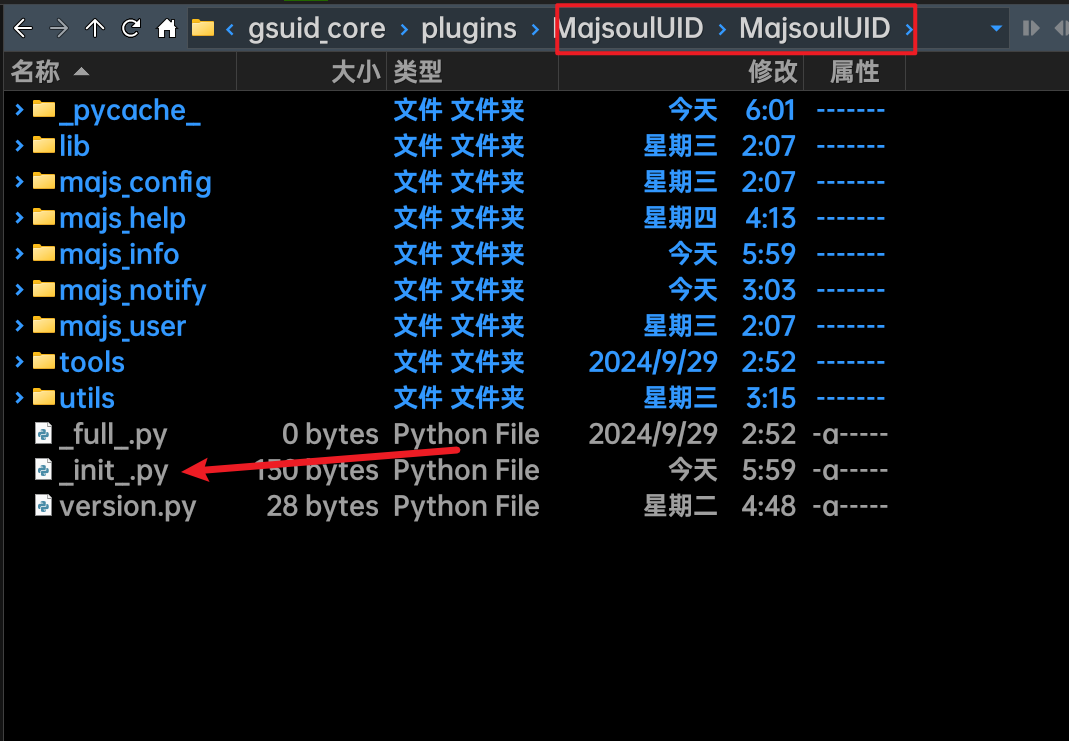 gsuid_core › plugins › MajsoulUID › MajsoulUID ›
名称 大小 类型 修改 属性
_pycache_ 文件 文件夹 今天 6:01 -------
lib 文件 文件夹 星期三 2:07 -------
majs_config 文件 文件夹 星期三 2:07 -------
majs_help 文件 文件夹 星期四 4:13 -------
majs_info 文件 文件夹 今天 5:59 -------
majs_notify 文件 文件夹 今天 3:03 -------
majs_user 文件 文件夹 星期三 2:07 -------
tools 文件 文件夹 2024/9/29 2:52 -------
utils 文件 文件夹 星期三 3:15 -------
_full_.py 0 bytes Python File 2024/9/29 2:52 -a-----
_init_.py 150 bytes Python File 今天 5:59 -a-----
version.py 28 bytes Python File 星期二 4:48 -a-----